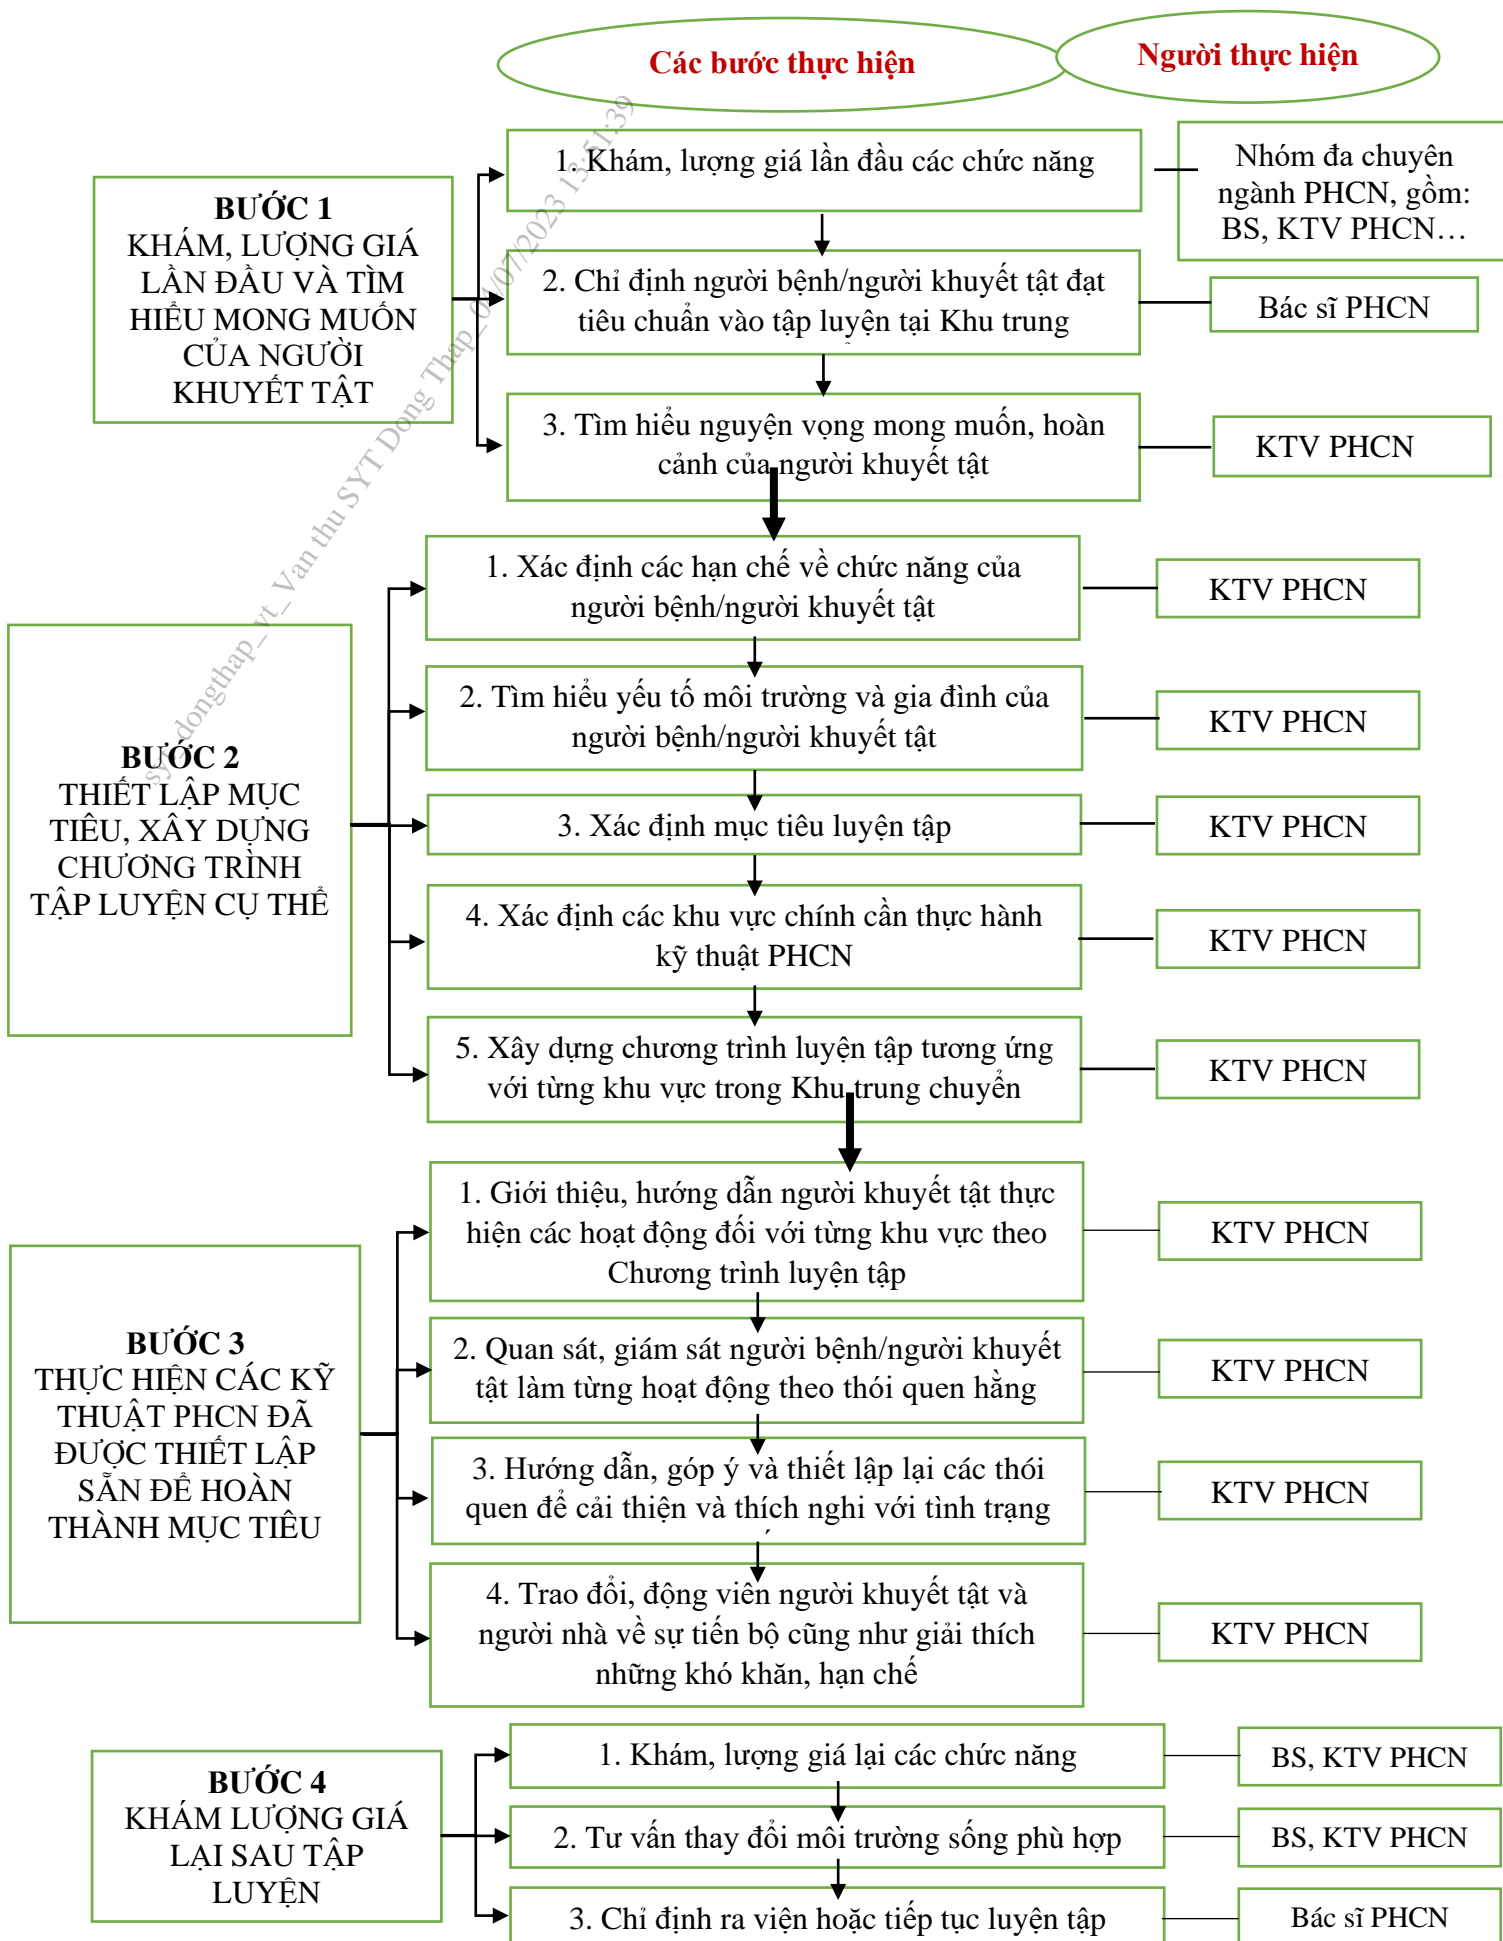 Các bước thực hiện
Người thực hiện
BƯỚC 1
KHÁM, LƯỢNG GIÁ
LẦN ĐẦU VÀ TÌM
HIỂU MONG MUỐN
CỦA NGƯỜI
KHUYẾT TẬT
1. Khám, lượng giá lần đầu các chức năng
Nhóm đa chuyên
ngành PHCN, gồm:
BS, KTV PHCN…
2. Chỉ định người bệnh/người khuyết tật đạt
tiêu chuẩn vào tập luyện tại Khu trung
Bác sĩ PHCN
3. Tìm hiểu nguyện vọng mong muốn, hoàn
cảnh của người khuyết tật
KTV PHCN
BƯỚC 2
THIẾT LẬP MỤC
TIÊU, XÂY DỰNG
CHƯƠNG TRÌNH
TẬP LUYỆN CỤ THỂ
1. Xác định các hạn chế về chức năng của
người bệnh/người khuyết tật
KTV PHCN
2. Tìm hiểu yếu tố môi trường và gia đình của
người bệnh/người khuyết tật
KTV PHCN
3. Xác định mục tiêu luyện tập
KTV PHCN
4. Xác định các khu vực chính cần thực hành
kỹ thuật PHCN
KTV PHCN
5. Xây dựng chương trình luyện tập tương ứng
với từng khu vực trong Khu trung chuyển
KTV PHCN
BƯỚC 3
THỰC HIỆN CÁC KỸ
THUẬT PHCN ĐÃ
ĐƯỢC THIẾT LẬP
SẴN ĐỂ HOÀN
THÀNH MỤC TIÊU
1. Giới thiệu, hướng dẫn người khuyết tật thực
hiện các hoạt động đối với từng khu vực theo
Chương trình luyện tập
KTV PHCN
2. Quan sát, giám sát người bệnh/người khuyết
tật làm từng hoạt động theo thói quen hằng
KTV PHCN
3. Hướng dẫn, góp ý và thiết lập lại các thói
quen để cải thiện và thích nghi với tình trạng
KTV PHCN
4. Trao đổi, động viên người khuyết tật và
người nhà về sự tiến bộ cũng như giải thích
những khó khăn, hạn chế
KTV PHCN
BƯỚC 4
KHÁM LƯỢNG GIÁ
LẠI SAU TẬP
LUYỆN
1. Khám, lượng giá lại các chức năng
BS, KTV PHCN
2. Tư vấn thay đổi môi trường sống phù hợp
BS, KTV PHCN
3. Chỉ định ra viện hoặc tiếp tục luyện tập
Bác sĩ PHCN
syt_dongthap_vt_Van thu SYT Dong Thap_04/07/2023 13:51:39